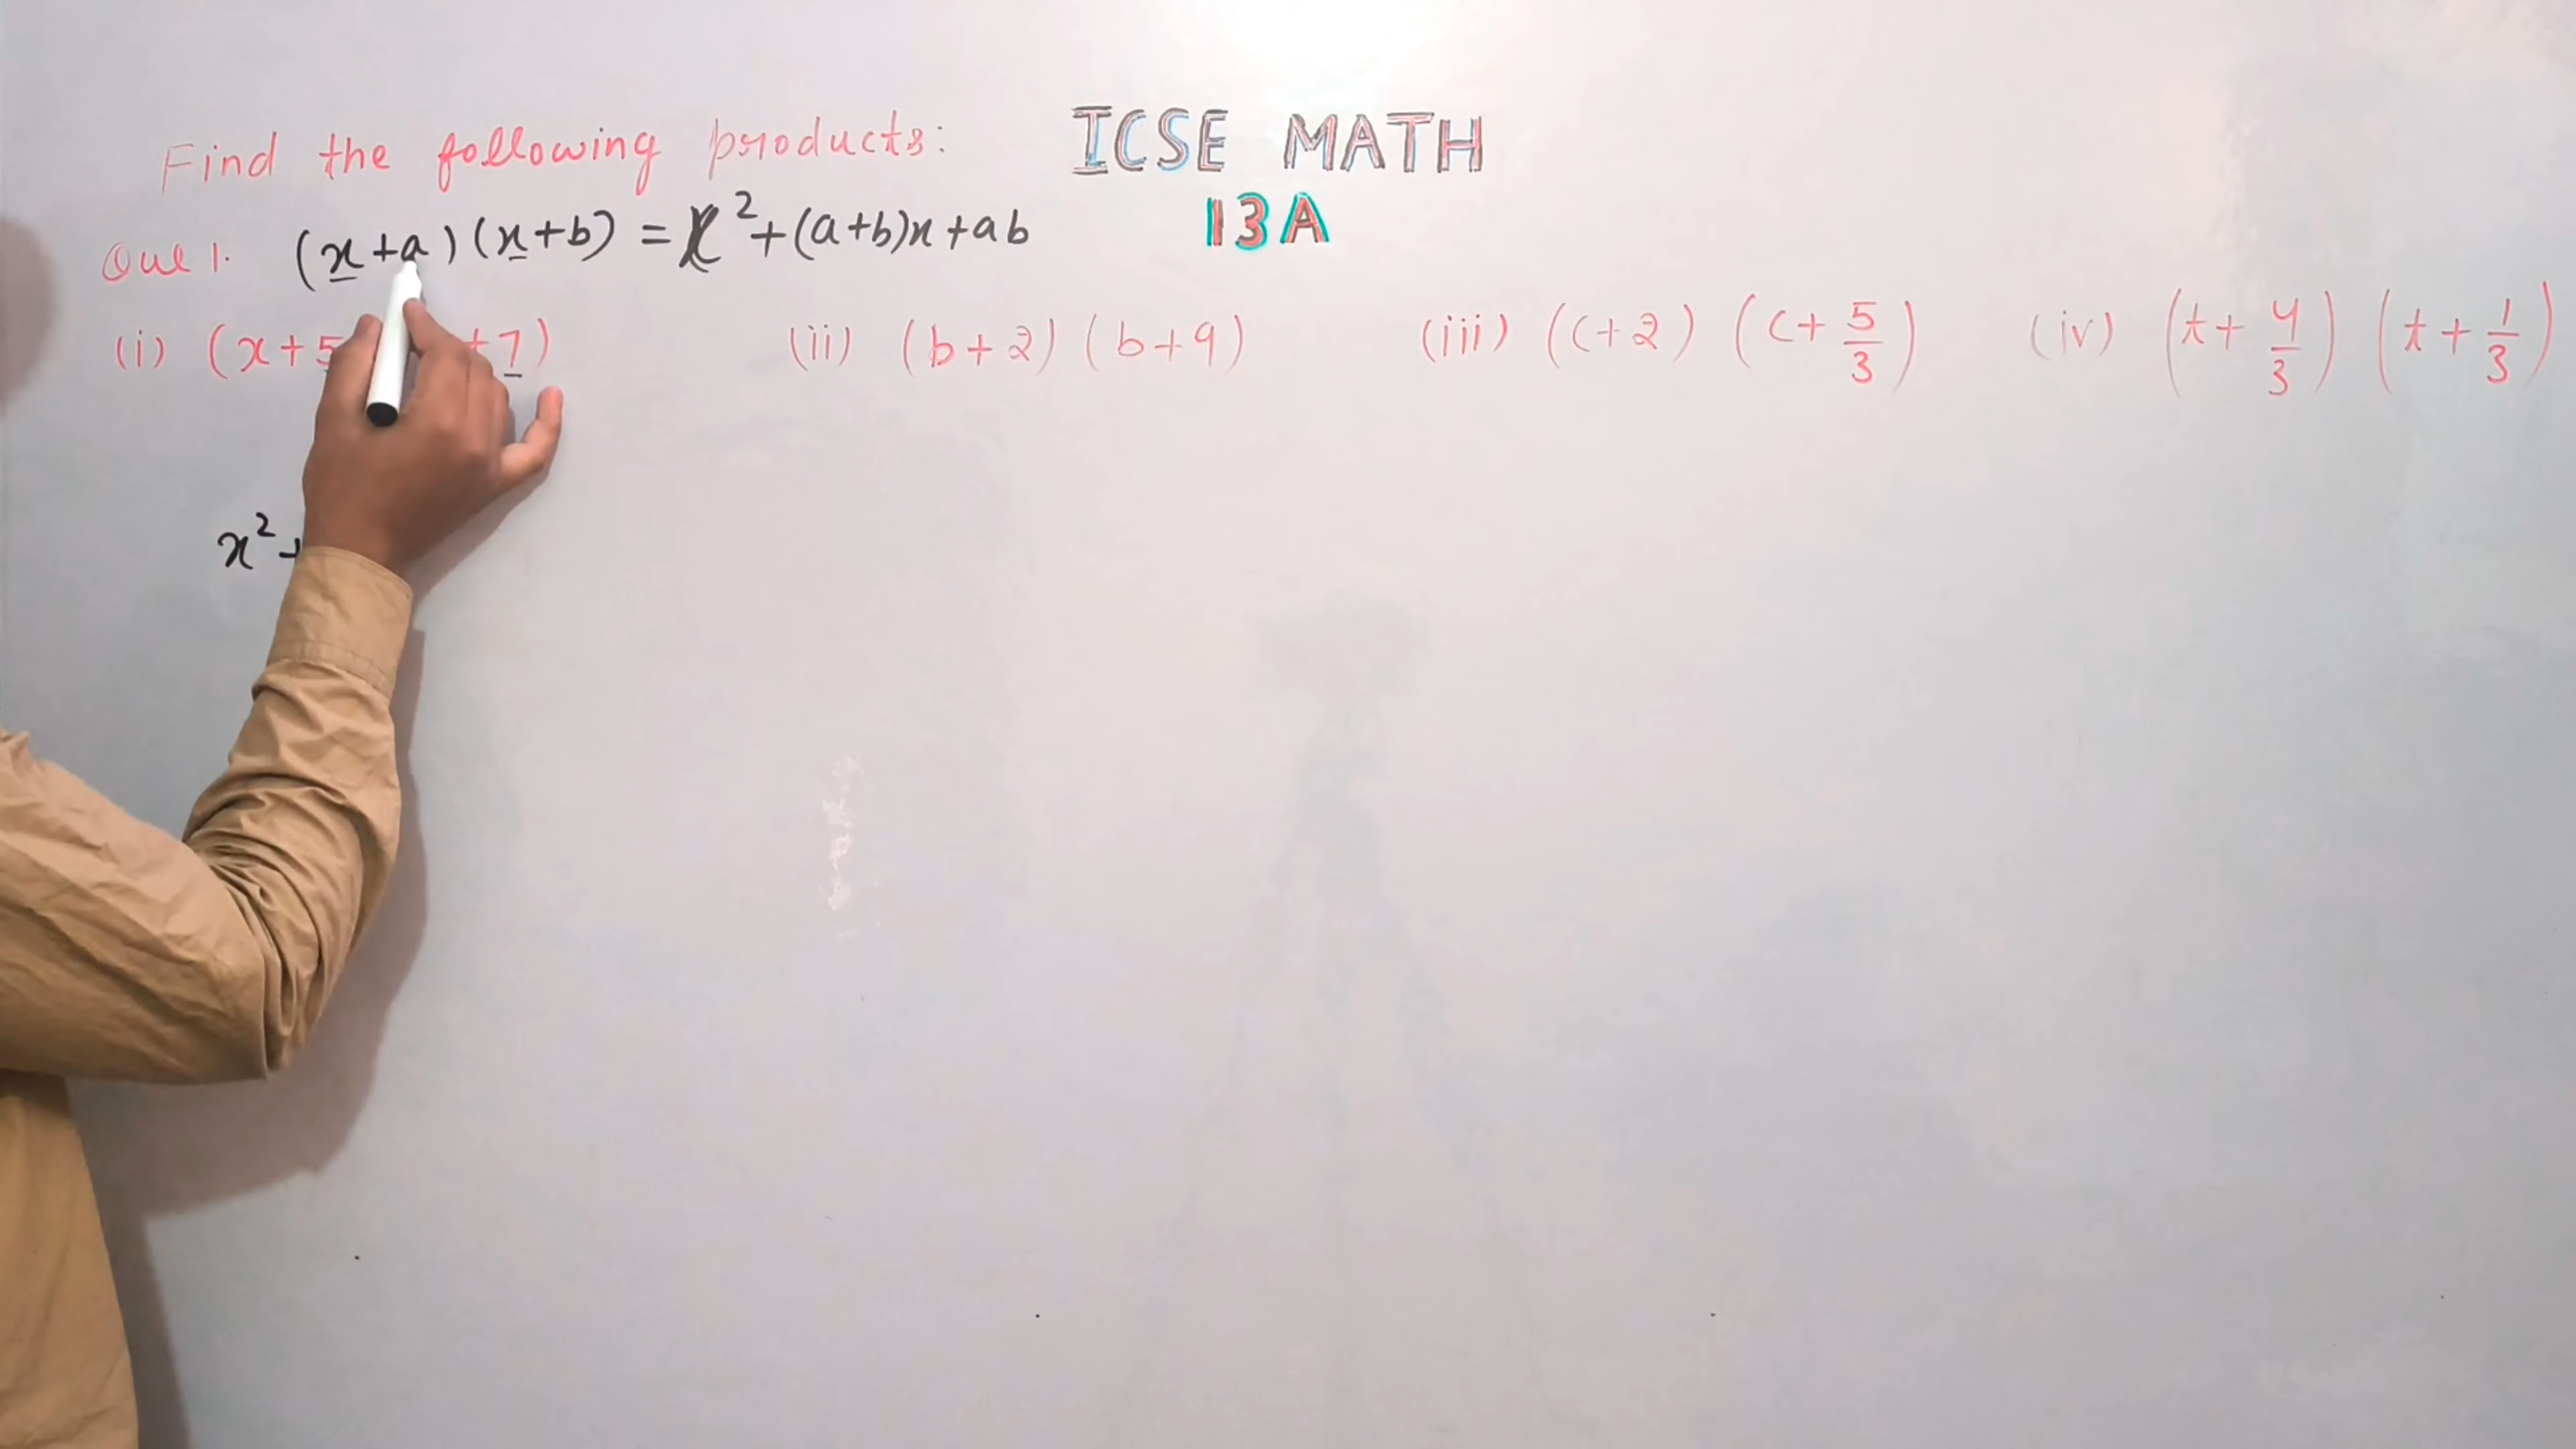 Find the following products:
ICSE MATH
13A
Que 1. (x+a)(x+b) = x²+(a+b)x+ab
(i) (x+5 +7)
(ii) (b+2)(b+9)
(iii) (c+2)(c+5/3)
(iv) (t+4/3)(t+1/3)
x²+